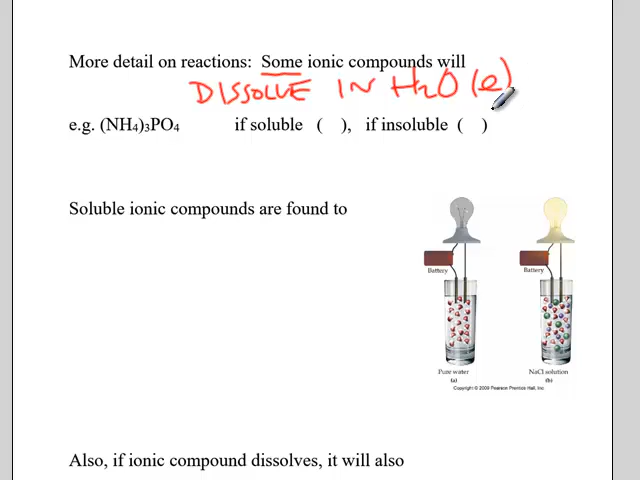 More detail on reactions: Some ionic compounds will
DISSOLVE IN H2O (l)
e.g. (NH4)3PO4 if soluble ( ), if insoluble ( )
Soluble ionic compounds are found to
Battery Battery
Pure water NaCl solution
(a) (b)
Copyright © 2009 Pearson Prentice Hall, Inc.
Also, if ionic compound dissolves, it will also